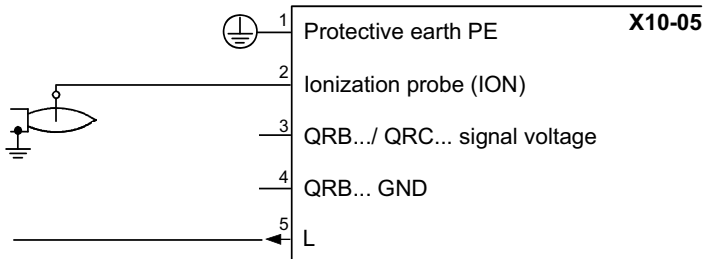 X10-05
1 Protective earth PE
2 Ionization probe (ION)
3 QRB.../ QRC... signal voltage
4 QRB... GND
5 L